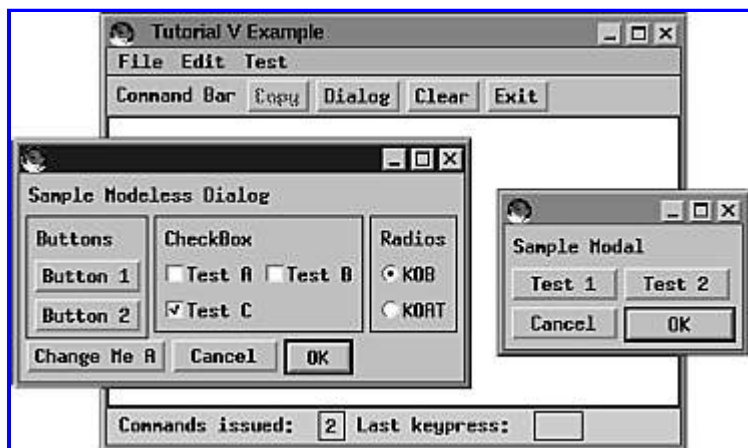 Tutorial V Example
File Edit Test
Command Bar Copy Dialog Clear Exit
Sample Modeless Dialog
Buttons
Button 1
Button 2
CheckBox
Test A Test B
Test C
Radios
KOB
KOAT
Change Me A Cancel OK
Sample Modal
Test 1 Test 2
Cancel OK
Commands issued: 2 Last keypress: